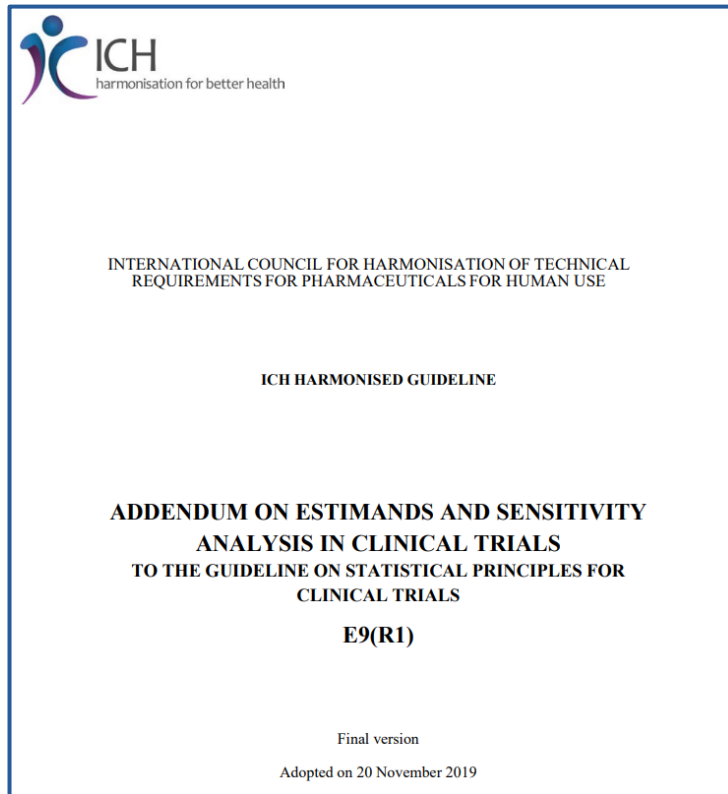 ICH
harmonisation for better health
INTERNATIONAL COUNCIL FOR HARMONISATION OF TECHNICAL
REQUIREMENTS FOR PHARMACEUTICALS FOR HUMAN USE
ICH HARMONISED GUIDELINE
ADDENDUM ON ESTIMANDS AND SENSITIVITY
ANALYSIS IN CLINICAL TRIALS
TO THE GUIDELINE ON STATISTICAL PRINCIPLES FOR
CLINICAL TRIALS
E9(R1)
Final version
Adopted on 20 November 2019